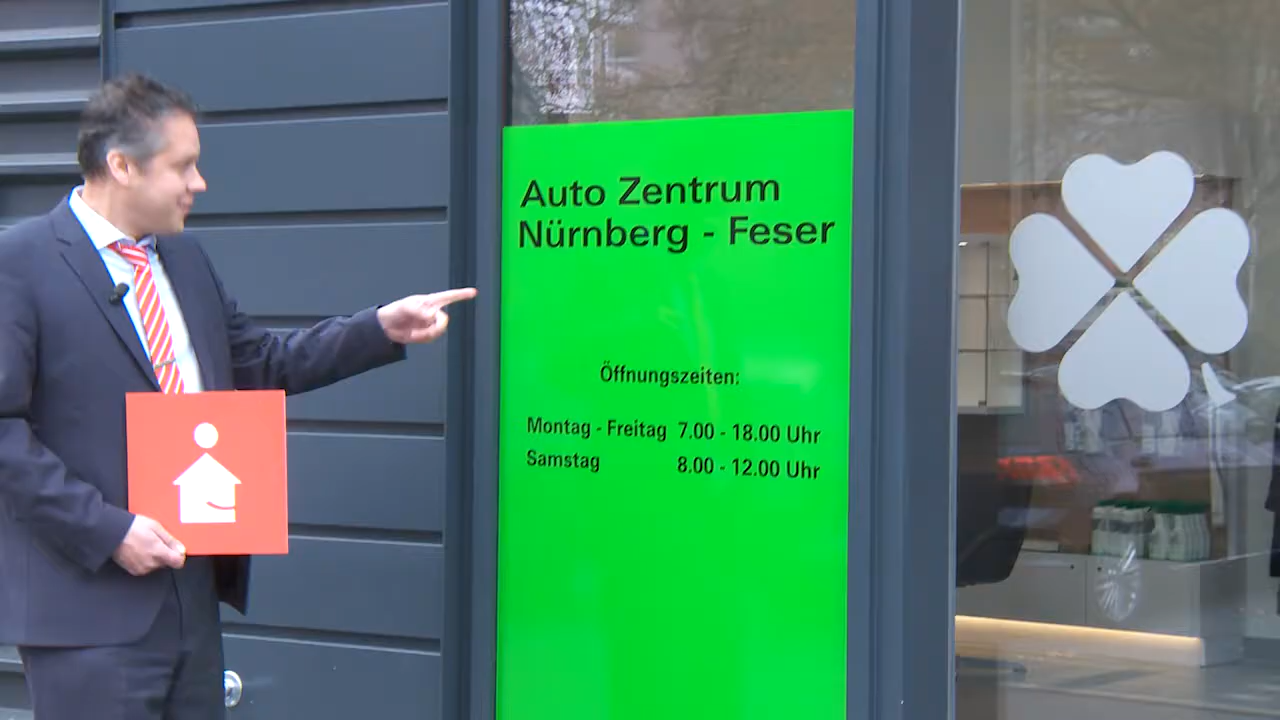 Auto Zentrum
Nürnberg - Feser
Öffnungszeiten:
Montag - Freitag 7.00 - 18.00 Uhr
Samstag 8.00 - 12.00 Uhr